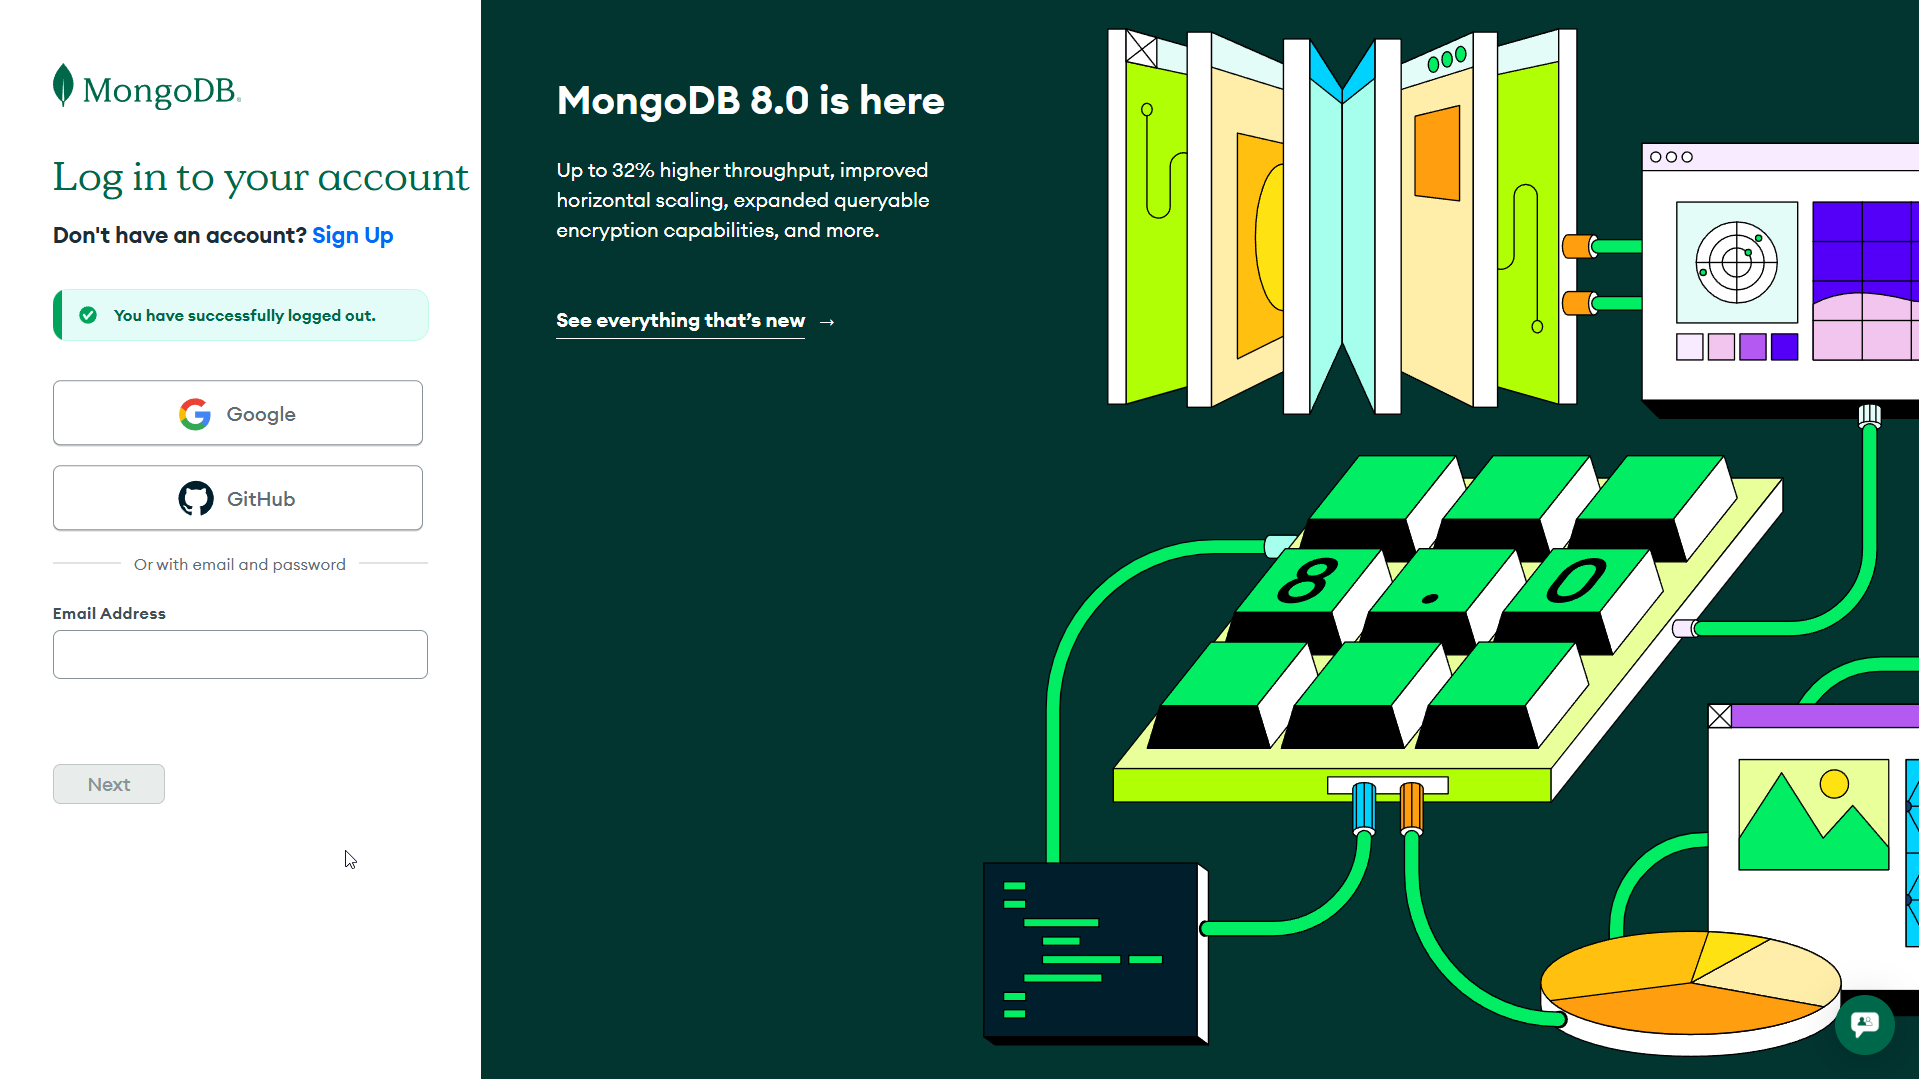 MongoDB.
Log in to your account
Don't have an account? Sign Up
You have successfully logged out.
Google
GitHub
Or with email and password
Email Address
Next
MongoDB 8.0 is here
Up to 32% higher throughput, improved
horizontal scaling, expanded queryable
encryption capabilities, and more.
See everything that’s new →
8 . 0